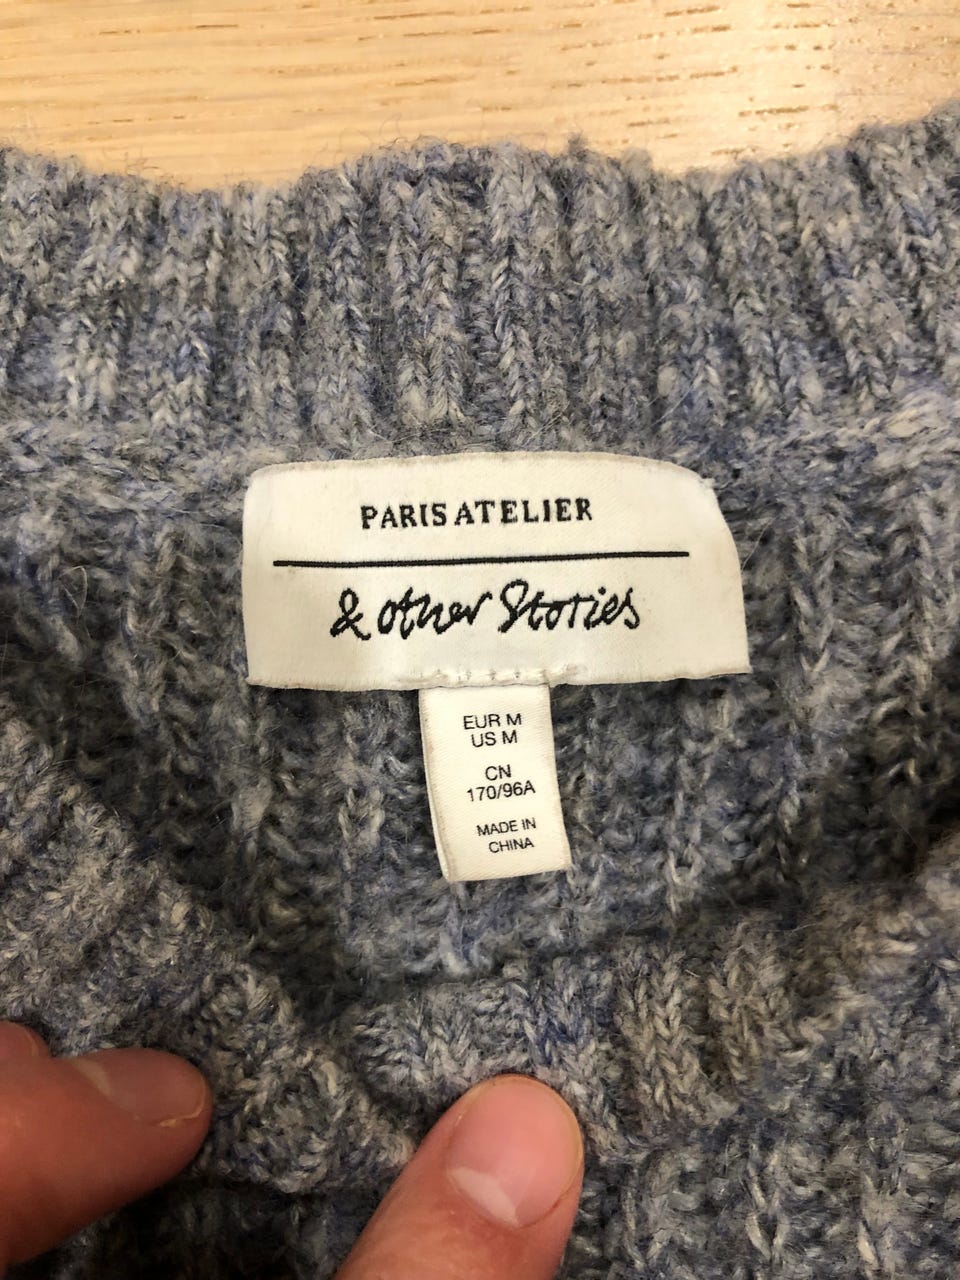 PARIS ATELIER
& other Stories
EUR M
US M
CN
170/96A
MADE IN
CHINA